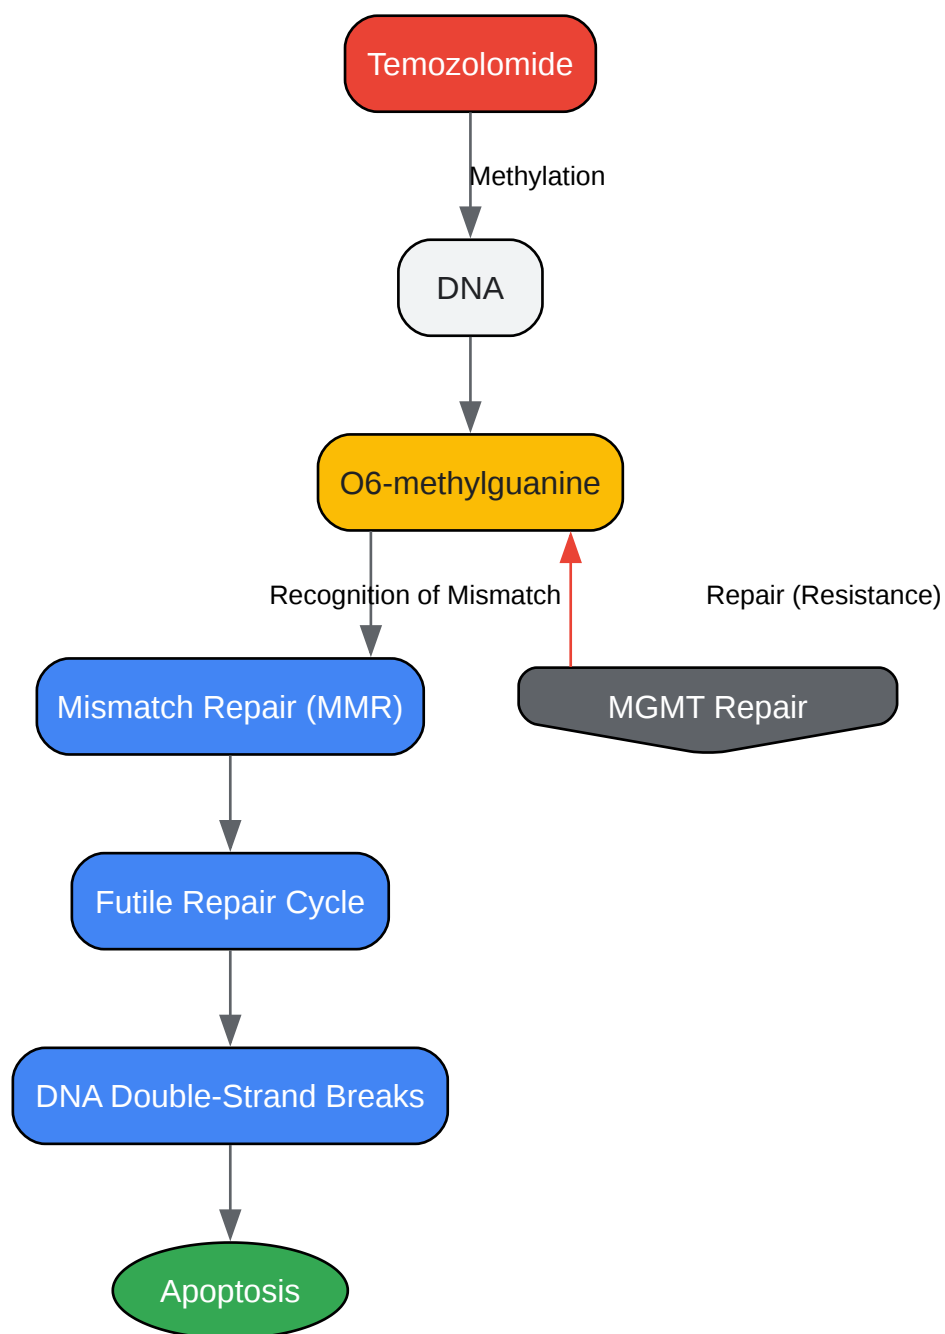 Temozolomide
Methylation
DNA
O6-methylguanine
Recognition of Mismatch
Repair (Resistance)
Mismatch Repair (MMR)
MGMT Repair
Futile Repair Cycle
DNA Double-Strand Breaks
Apoptosis